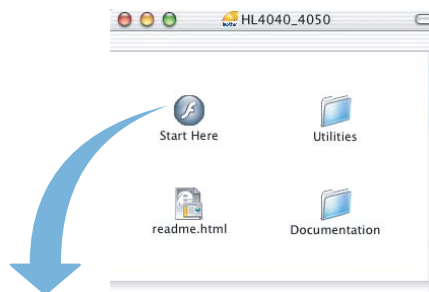 HL4040_4050
Start Here
Utilities
readme.html
Documentation